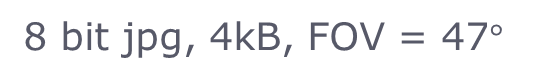 8 bit jpg, 4kB, FOV = 47°